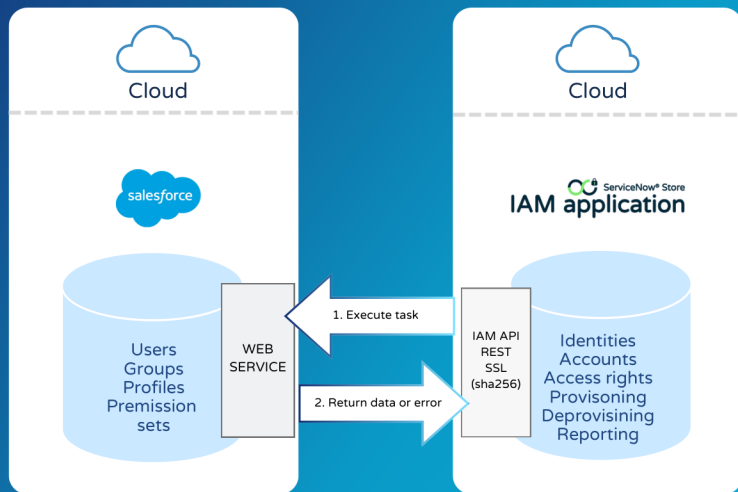 Cloud
salesforce
Users
Groups
Profiles
Premission
sets
WEB
SERVICE
1. Execute task
2. Return data or error
Cloud
ServiceNow® Store
IAM application
IAM API
REST
SSL
(sha256)
Identities
Accounts
Access rights
Provisoning
Deprovisining
Reporting